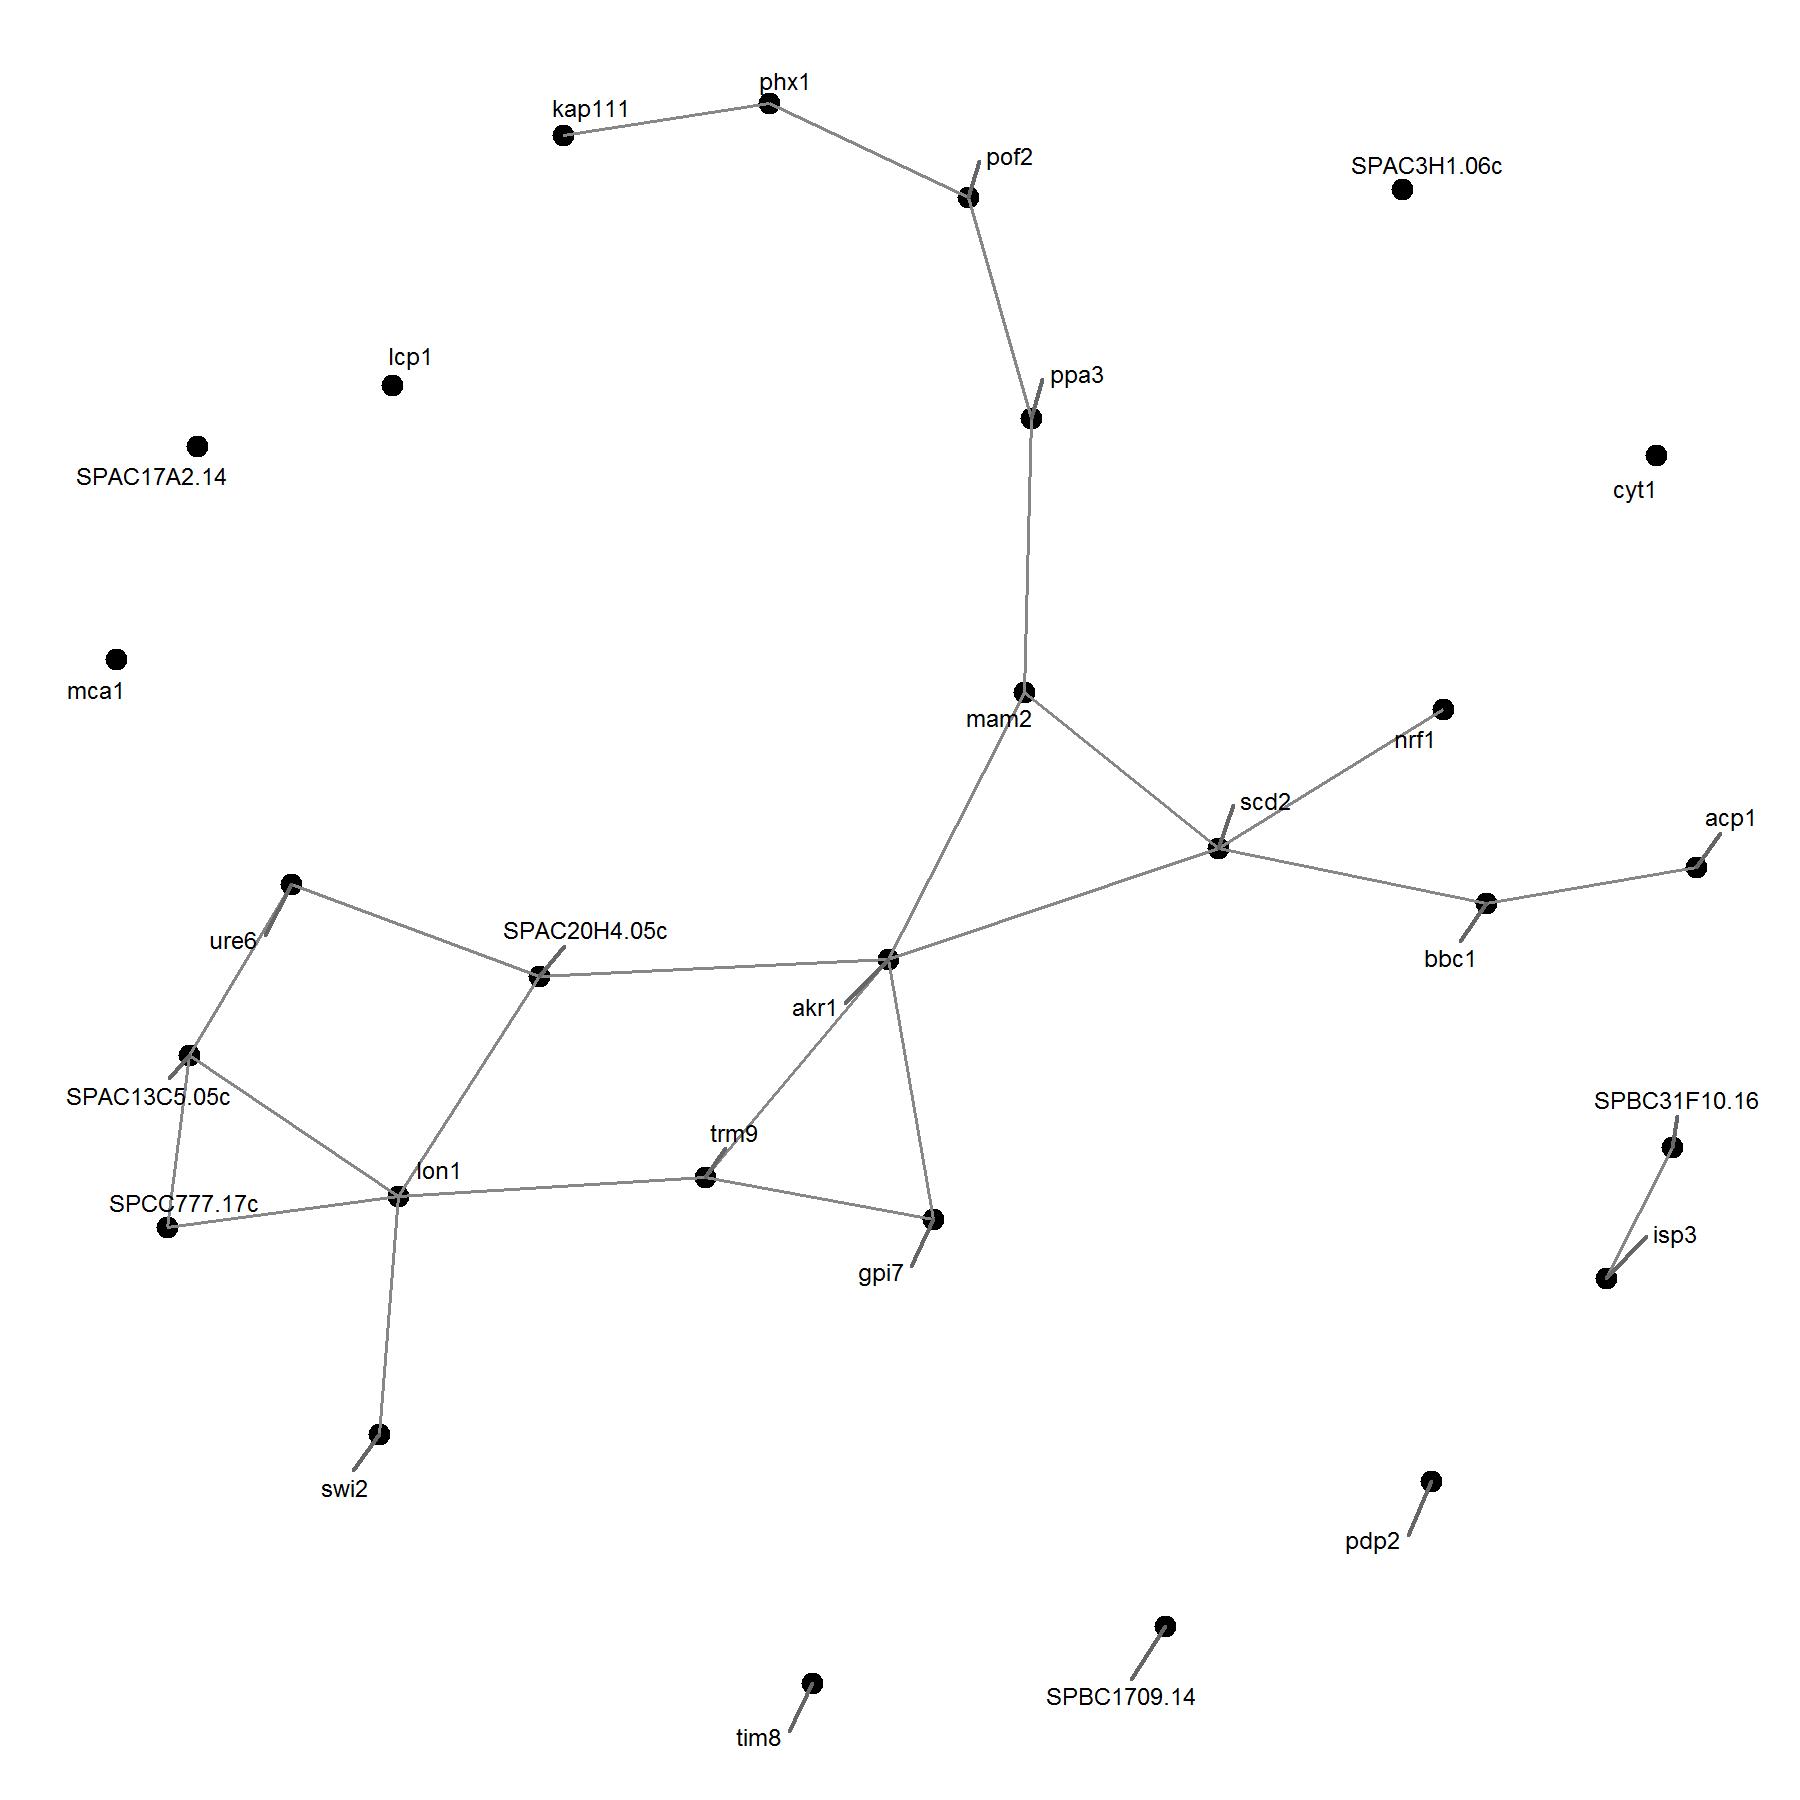 phx1
kap111
pof2
SPAC3H1.06c
lcp1
ppa3
SPAC17A2.14
cyt1
mca1
mam2
nrf1
scd2
acp1
SPAC20H4.05c
ure6
bbc1
akr1
SPAC13C5.05c
SPBC31F10.16
trm9
lon1
SPCC777.17c
isp3
gpi7
swi2
pdp2
SPBC1709.14
tim8